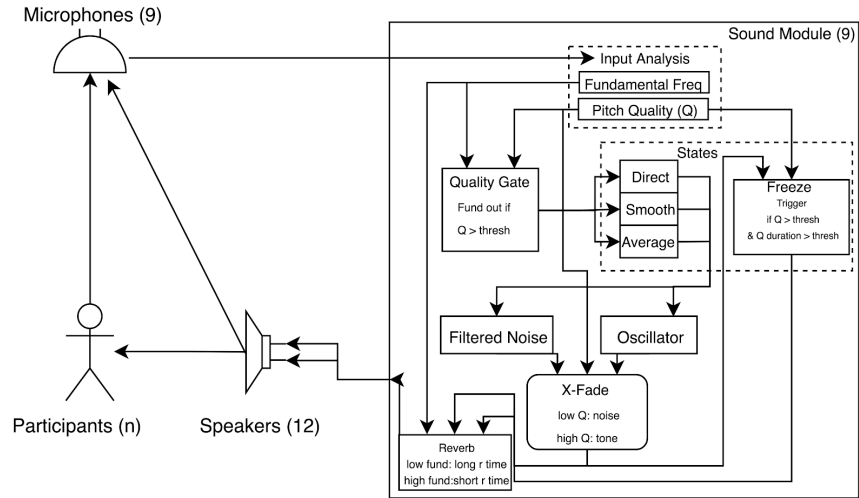 Microphones (9)
Sound Module (9)
Input Analysis
Fundamental Freq
Pitch Quality (Q)
States
Quality Gate
Fund out if
Q > thresh
Direct
Smooth
Average
Freeze
Trigger
if Q > thresh
& Q duration > thresh
Filtered Noise
Oscillator
X-Fade
low Q: noise
high Q: tone
Participants (n)
Speakers (12)
Reverb
low fund: long r time
high fund:short r time